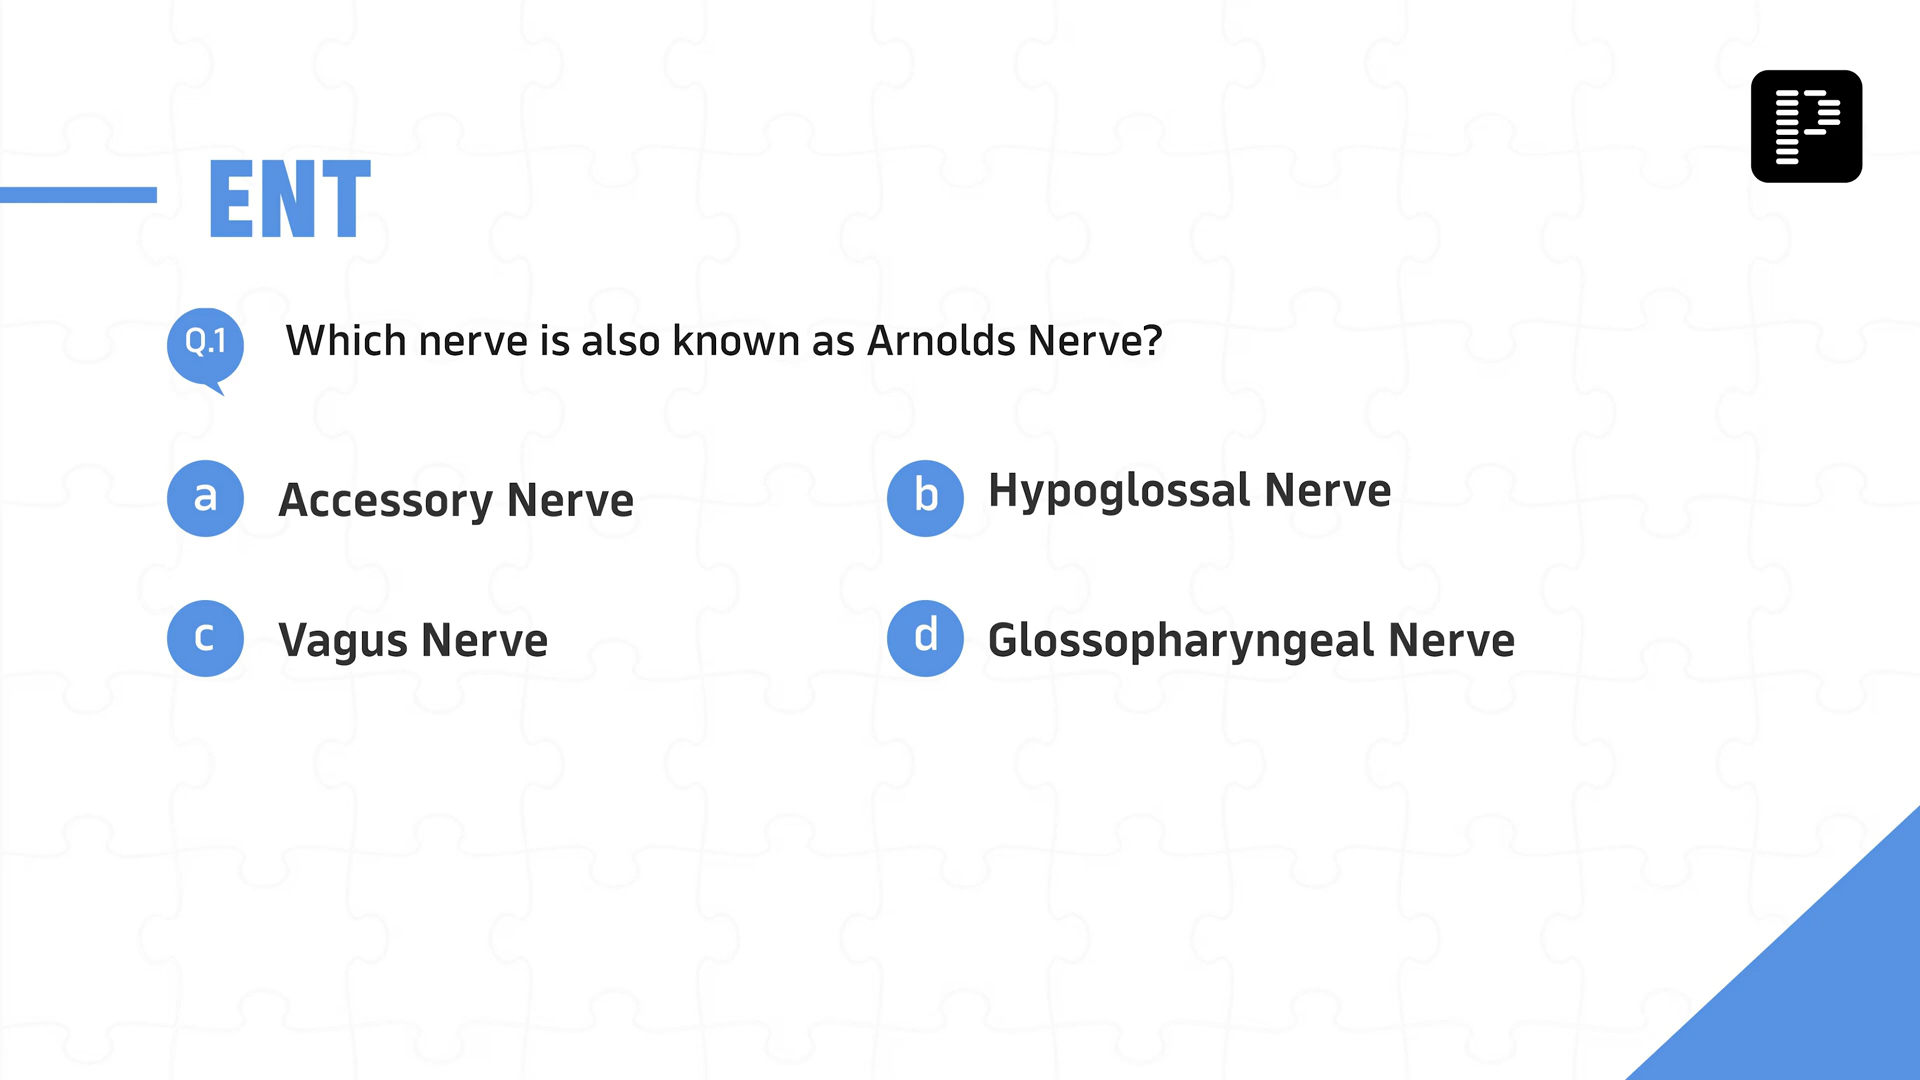 ENT
Q.1 Which nerve is also known as Arnolds Nerve?
a Accessory Nerve
b Hypoglossal Nerve
c Vagus Nerve
d Glossopharyngeal Nerve